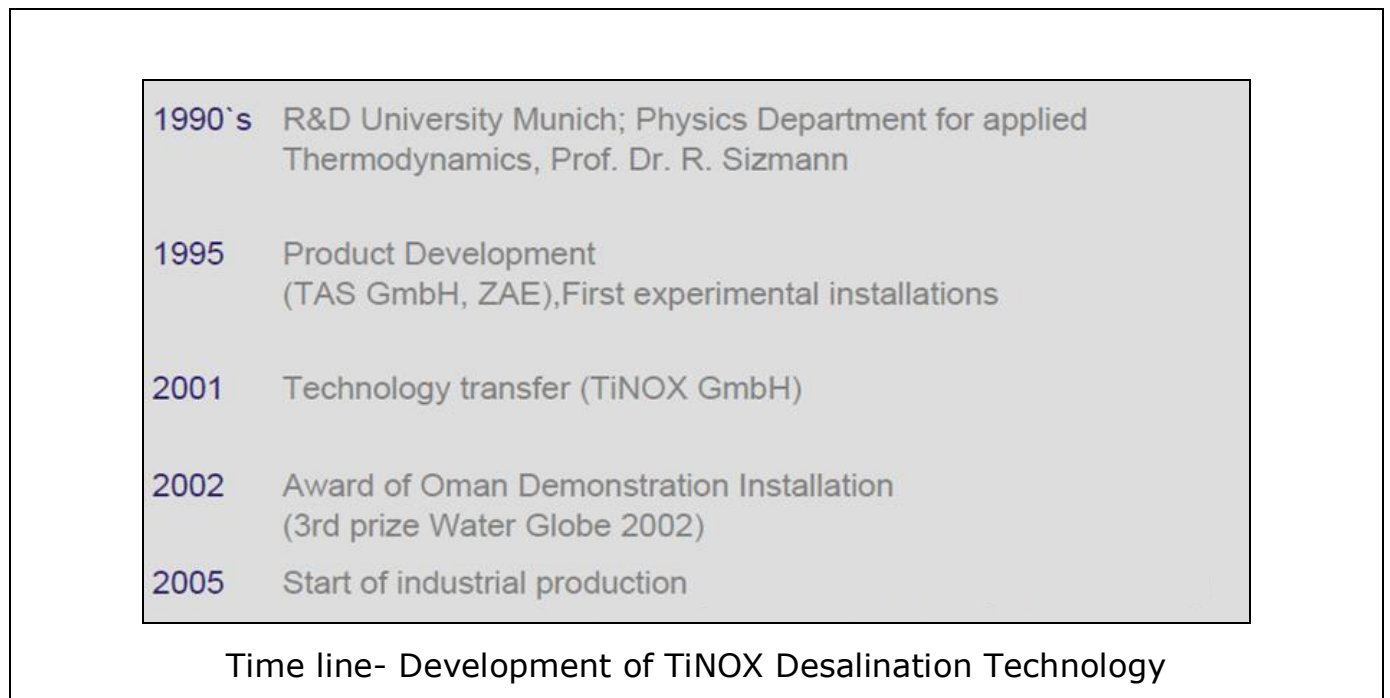 1990`s R&D University Munich; Physics Department for applied
Thermodynamics, Prof. Dr. R. Sizmann
1995 Product Development
(TAS GmbH, ZAE),First experimental installations
2001 Technology transfer (TiNOX GmbH)
2002 Award of Oman Demonstration Installation
(3rd prize Water Globe 2002)
2005 Start of industrial production
Time line- Development of TiNOX Desalination Technology